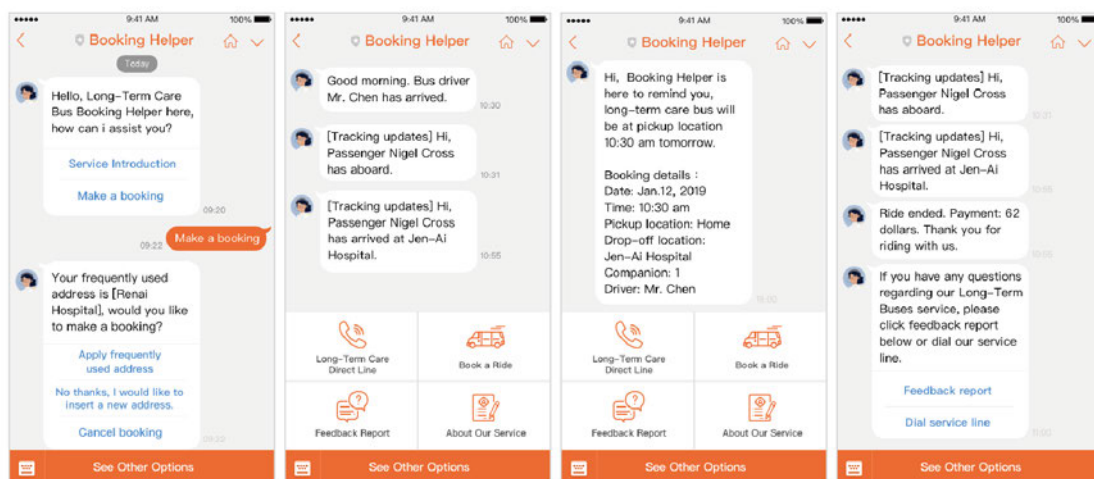 9:41 AM
100%
Booking Helper
Today
Hello, Long-Term Care
Bus Booking Helper here,
how can i assist you?
Service Introduction
Make a booking
09:20
Make a booking
09:22
Your frequently used
address is [Renai
Hospital], would you like
to make a booking?
Apply frequently
used address
No thanks, I would like to
insert a new address.
Cancel booking
See Other Options
9:41 AM
100%
Booking Helper
Good morning. Bus driver
Mr. Chen has arrived.
10:30
[Tracking updates] Hi,
Passenger Nigel Cross
has aboard.
10:31
[Tracking updates] Hi,
Passenger Nigel Cross
has arrived at Jen-Ai
Hospital.
10:55
Long-Term Care
Direct Line
Book a Ride
Feedback Report
About Our Service
See Other Options
9:41 AM
100%
Booking Helper
Hi, Booking Helper is
here to remind you,
long-term care bus will
be at pickup location
10:30 am tomorrow.
Booking details :
Date: Jan.12, 2019
Time: 10:30 am
Pickup location: Home
Drop-off location:
Jen-Ai Hospital
Companion: 1
Driver: Mr. Chen
Long-Term Care
Direct Line
Book a Ride
Feedback Report
About Our Service
See Other Options
9:41 AM
100%
Booking Helper
[Tracking updates] Hi,
Passenger Nigel Cross
has aboard.
10:31
[Tracking updates] Hi,
Passenger Nigel Cross
has arrived at Jen-Ai
Hospital.
10:55
Ride ended. Payment: 62
dollars. Thank you for
riding with us.
10:55
If you have any questions
regarding our Long-Term
Buses service, please
click feedback report
below or dial our service
line.
Feedback report
Dial service line
See Other Options